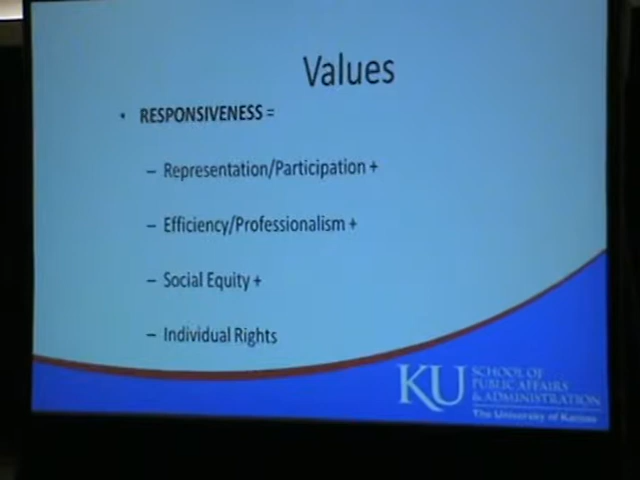 Values
• RESPONSIVENESS =
– Representation/Participation +
– Efficiency/Professionalism +
– Social Equity +
– Individual Rights
KU
SCHOOL OF
PUBLIC AFFAIRS
& ADMINISTRATION
The University of Kansas